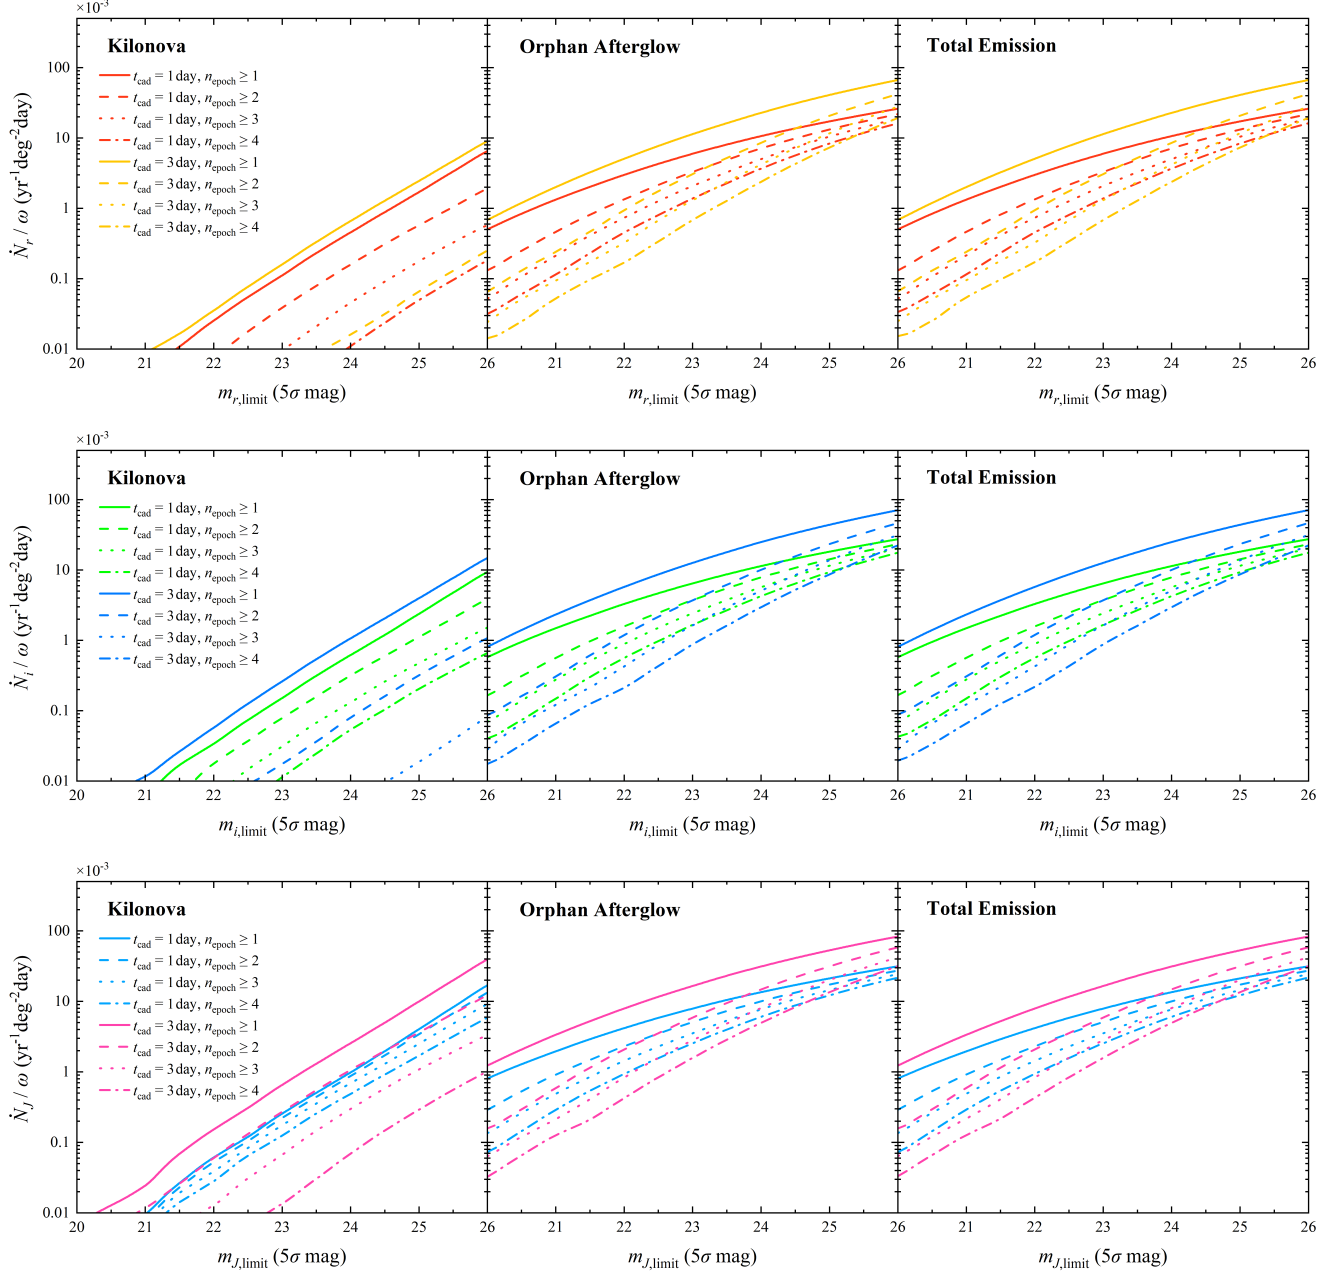 ×10⁻³
Kilonova
Orphan Afterglow
Total Emission
t_cad = 1 day, n_epoch ≥ 1
t_cad = 1 day, n_epoch ≥ 2
t_cad = 1 day, n_epoch ≥ 3
t_cad = 1 day, n_epoch ≥ 4
t_cad = 3 day, n_epoch ≥ 1
t_cad = 3 day, n_epoch ≥ 2
t_cad = 3 day, n_epoch ≥ 3
t_cad = 3 day, n_epoch ≥ 4
100
10
1
0.1
0.01
Ṅ_r / ω (yr⁻¹deg⁻²day)
20 21 22 23 24 25 26 21 22 23 24 25 26 21 22 23 24 25 26
m_r,limit (5σ mag) m_r,limit (5σ mag) m_r,limit (5σ mag)
×10⁻³
Kilonova
Orphan Afterglow
Total Emission
t_cad = 1 day, n_epoch ≥ 1
t_cad = 1 day, n_epoch ≥ 2
t_cad = 1 day, n_epoch ≥ 3
t_cad = 1 day, n_epoch ≥ 4
t_cad = 3 day, n_epoch ≥ 1
t_cad = 3 day, n_epoch ≥ 2
t_cad = 3 day, n_epoch ≥ 3
t_cad = 3 day, n_epoch ≥ 4
100
10
1
0.1
0.01
Ṅ_i / ω (yr⁻¹deg⁻²day)
20 21 22 23 24 25 26 21 22 23 24 25 26 21 22 23 24 25 26
m_i,limit (5σ mag) m_i,limit (5σ mag) m_i,limit (5σ mag)
×10⁻³
Kilonova
Orphan Afterglow
Total Emission
t_cad = 1 day, n_epoch ≥ 1
t_cad = 1 day, n_epoch ≥ 2
t_cad = 1 day, n_epoch ≥ 3
t_cad = 1 day, n_epoch ≥ 4
t_cad = 3 day, n_epoch ≥ 1
t_cad = 3 day, n_epoch ≥ 2
t_cad = 3 day, n_epoch ≥ 3
t_cad = 3 day, n_epoch ≥ 4
100
10
1
0.1
0.01
Ṅ_J / ω (yr⁻¹deg⁻²day)
20 21 22 23 24 25 26 21 22 23 24 25 26 21 22 23 24 25 26
m_J,limit (5σ mag) m_J,limit (5σ mag) m_J,limit (5σ mag)